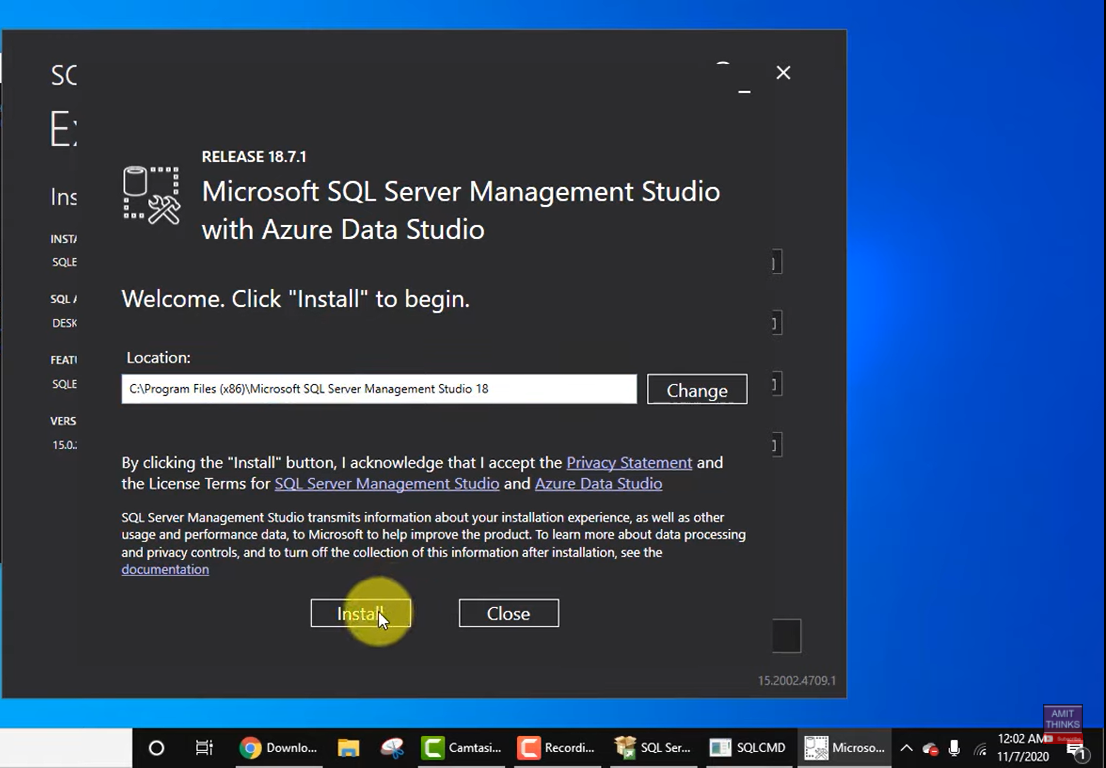 SQ
Ex
RELEASE 18.7.1
Microsoft SQL Server Management Studio
with Azure Data Studio
Ins
INSTA
SQLE
Welcome. Click "Install" to begin.
SQL A
DESK
Location:
FEATU
SQLE
C:\Program Files (x86)\Microsoft SQL Server Management Studio 18
Change
VERS
15.0.2
By clicking the "Install" button, I acknowledge that I accept the Privacy Statement and
the License Terms for SQL Server Management Studio and Azure Data Studio
SQL Server Management Studio transmits information about your installation experience, as well as other
usage and performance data, to Microsoft to help improve the product. To learn more about data processing
and privacy controls, and to turn off the collection of this information after installation, see the
documentation
Install
Close
15.2002.4709.1
AMIT
THINKS
Subscribe
Downlo...
Camtasi...
Recordi...
SQL Ser...
SQLCMD
Microso...
12:02 AM
11/7/2020
1